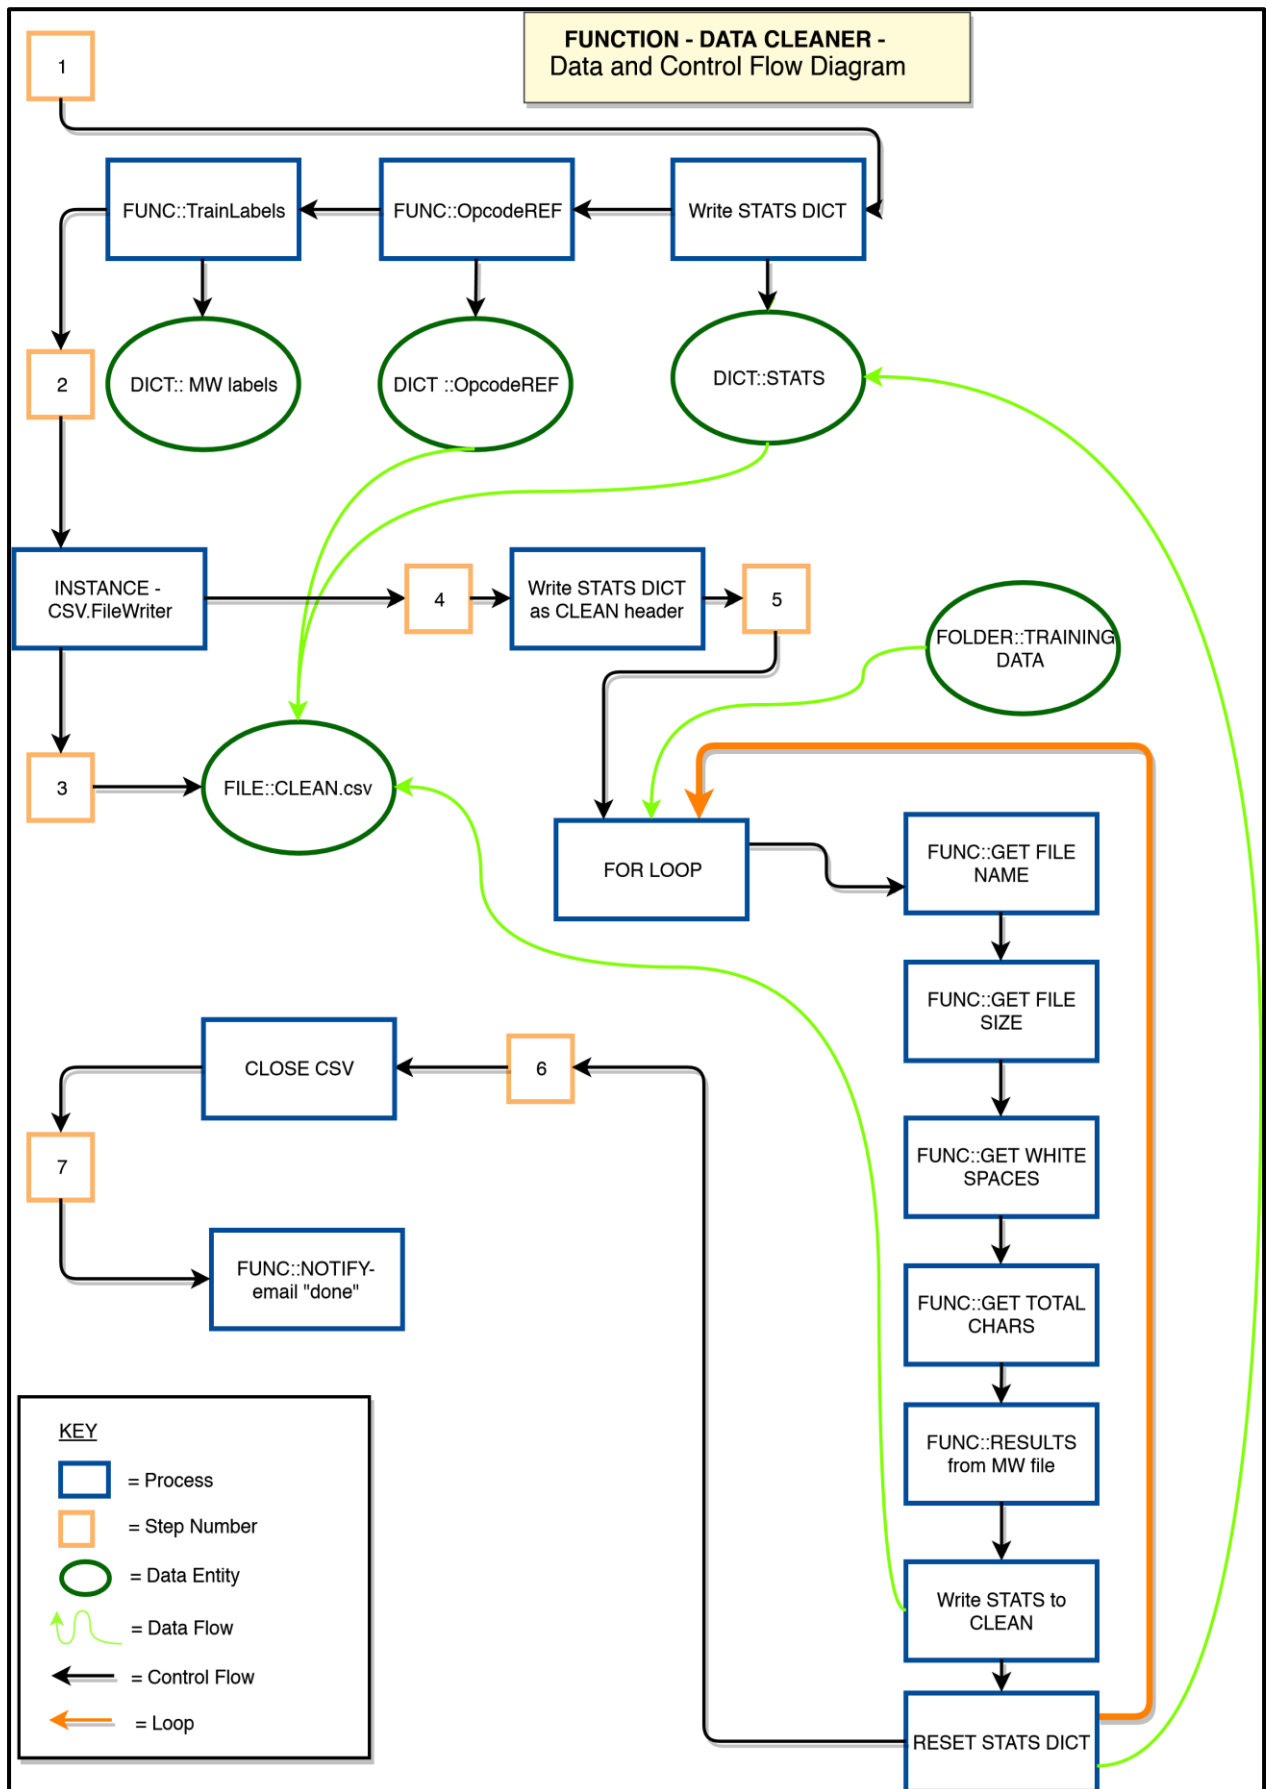 FUNCTION - DATA CLEANER -
Data and Control Flow Diagram
1
FUNC::TrainLabels
FUNC::OpcodeREF
Write STATS DICT
2
DICT:: MW labels
DICT ::OpcodeREF
DICT::STATS
INSTANCE -
CSV.FileWriter
4
Write STATS DICT
as CLEAN header
5
FOLDER::TRAINING
DATA
3
FILE::CLEAN.csv
FOR LOOP
FUNC::GET FILE
NAME
FUNC::GET FILE
SIZE
CLOSE CSV
6
7
FUNC::GET WHITE
SPACES
FUNC::NOTIFY-
email "done"
FUNC::GET TOTAL
CHARS
FUNC::RESULTS
from MW file
Write STATS to
CLEAN
RESET STATS DICT
KEY
= Process
= Step Number
= Data Entity
= Data Flow
= Control Flow
= Loop